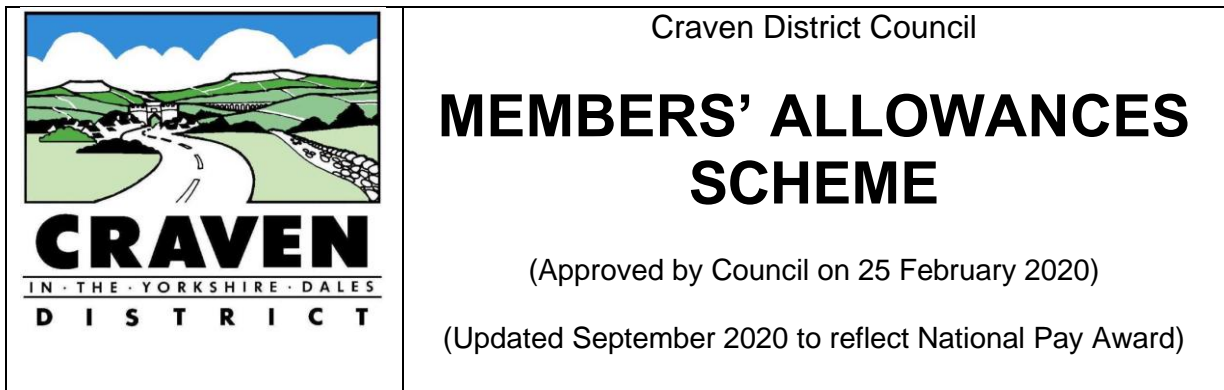 CRAVEN
IN · THE · YORKSHIRE · DALES
DISTRICT
Craven District Council
MEMBERS’ ALLOWANCES
SCHEME
(Approved by Council on 25 February 2020)
(Updated September 2020 to reflect National Pay Award)